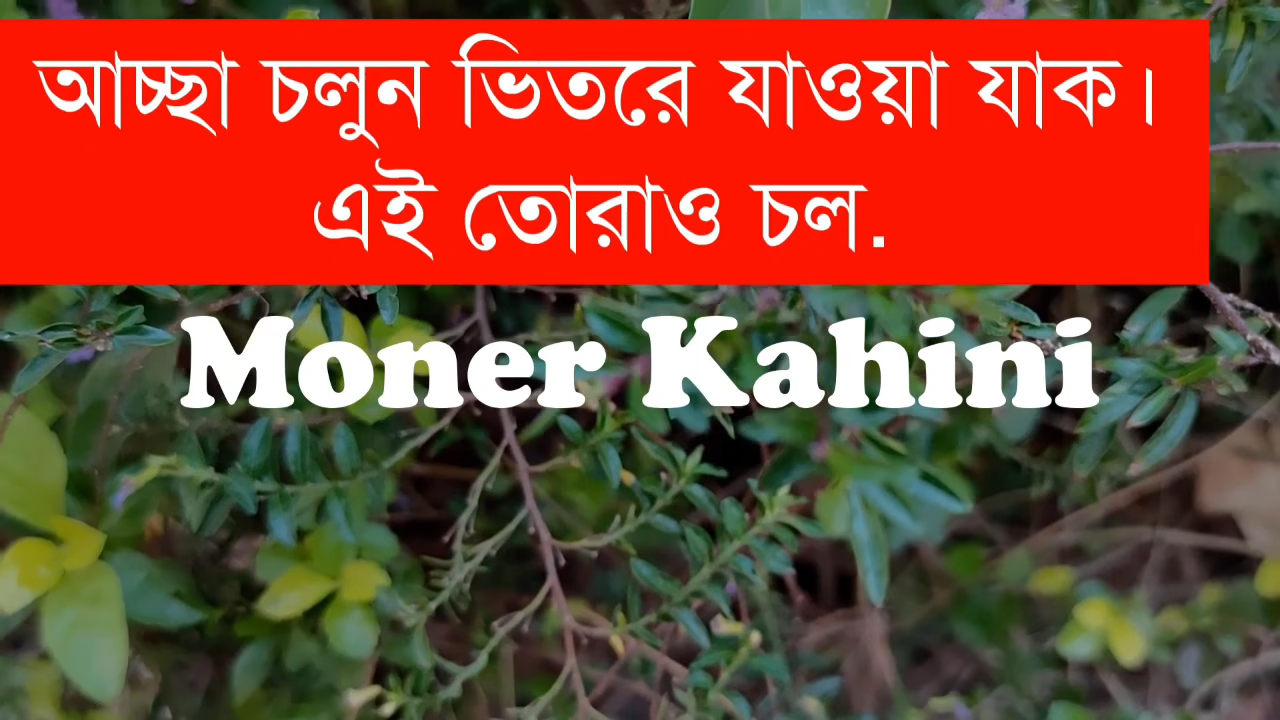 আচ্ছা চলুন ভিতরে যাওয়া যাক।
এই তোরাও চল.
Moner Kahini